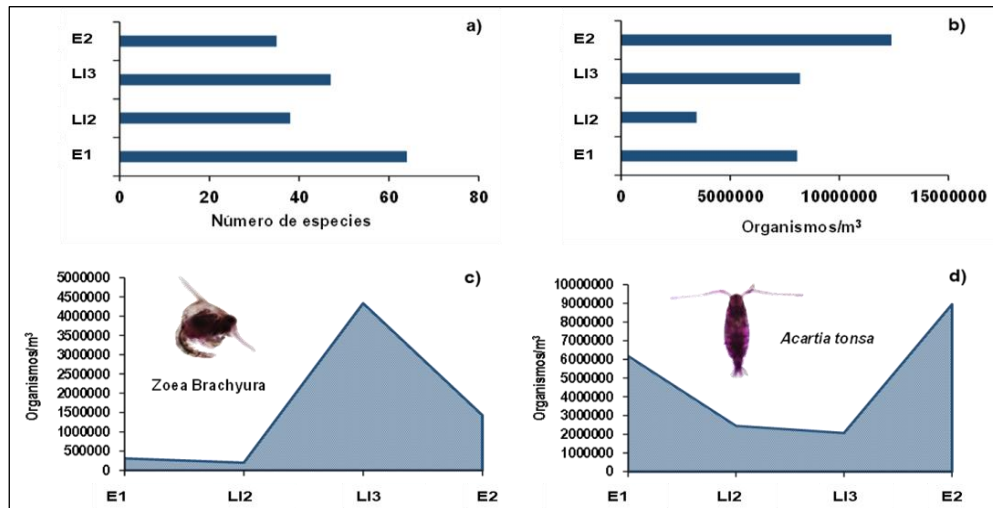 a)
E2
LI3
LI2
E1
0 20 40 60 80
Número de especies
b)
E2
LI3
LI2
E1
0 5000000 10000000 15000000
Organismos/m³
c)
5000000
4500000
4000000
3500000
3000000
2500000
2000000
1500000
1000000
500000
0
Organismos/m³
Zoea Brachyura
E1 LI2 LI3 E2
d)
10000000
9000000
8000000
7000000
6000000
5000000
4000000
3000000
2000000
1000000
0
Organismos/m³
Acartia tonsa
E1 LI2 LI3 E2